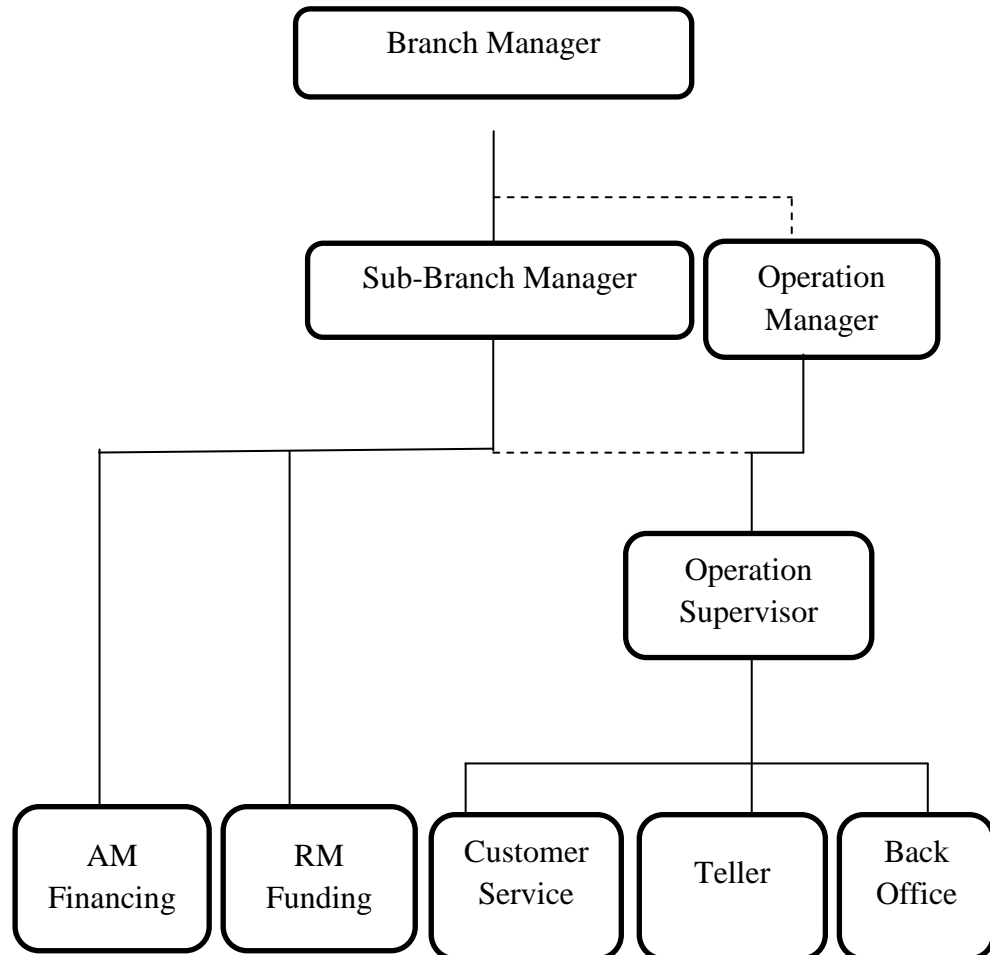 Branch Manager
Sub-Branch Manager
Operation
Manager
Operation
Supervisor
AM
Financing
RM
Funding
Customer
Service
Teller
Back
Office